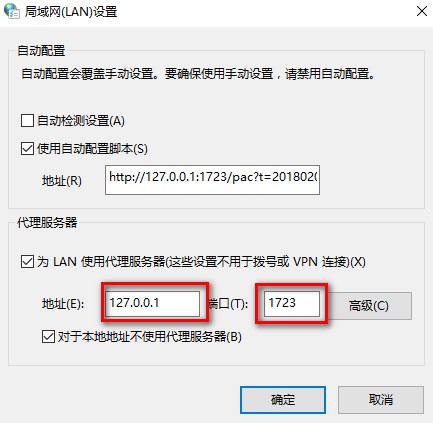 局域网(LAN)设置
自动配置
自动配置会覆盖手动设置。要确保使用手动设置，请禁用自动配置。
自动检测设置(A)
使用自动配置脚本(S)
地址(R) http://127.0.0.1:1723/pac?t=201802
代理服务器
为 LAN 使用代理服务器(这些设置不用于拨号或 VPN 连接)(X)
地址(E): 127.0.0.1 端口(T): 1723 高级(C)
对于本地地址不使用代理服务器(B)
确定 取消